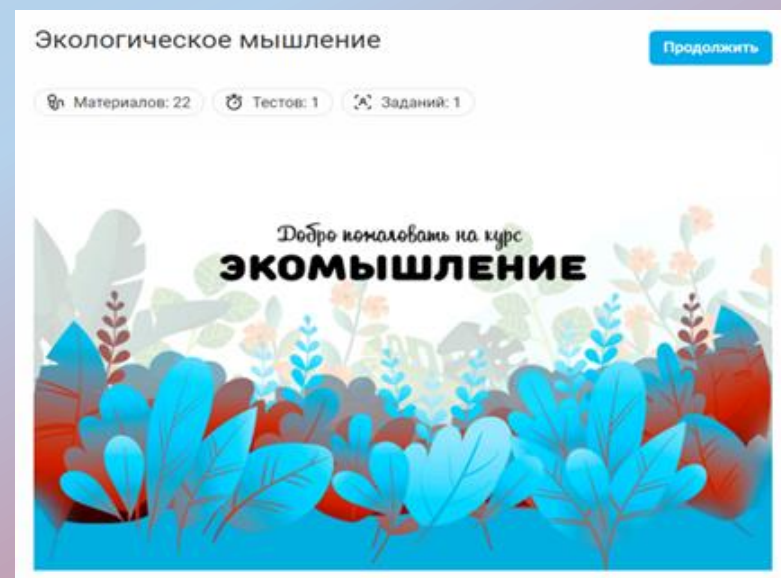 Экологическое мышление
Продолжить
Материалов: 22 Тестов: 1 Заданий: 1
Добро пожаловать на курс
ЭКОМЫШЛЕНИЕ